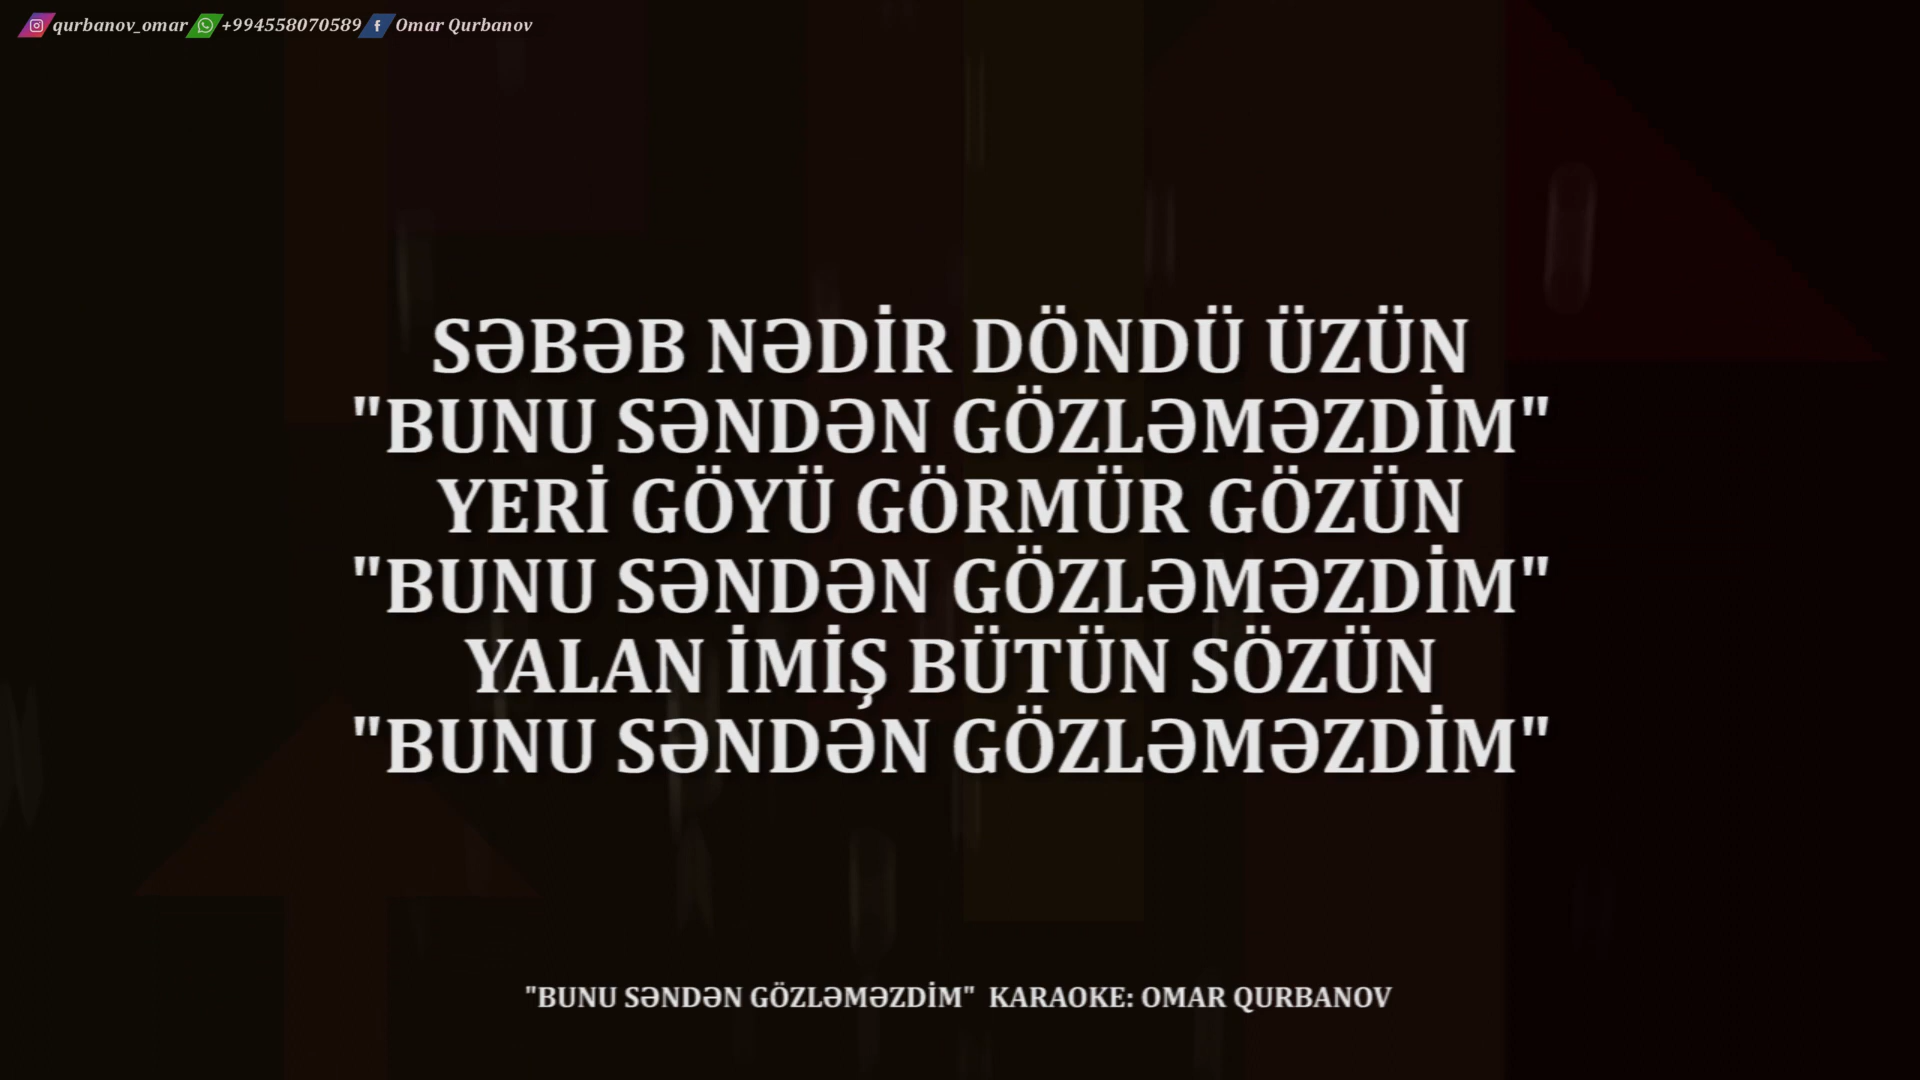 qurbanov_omar +994558070589 Omar Qurbanov
SƏBƏB NƏDİR DÖNDÜ ÜZÜN
"BUNU SƏNDƏN GÖZLƏMƏZDİM"
YERİ GÖYÜ GÖRMÜR GÖZÜN
"BUNU SƏNDƏN GÖZLƏMƏZDİM"
YALAN İMİŞ BÜTÜN SÖZÜN
"BUNU SƏNDƏN GÖZLƏMƏZDİM"
"BUNU SƏNDƏN GÖZLƏMƏZDİM" KARAOKE: OMAR QURBANOV